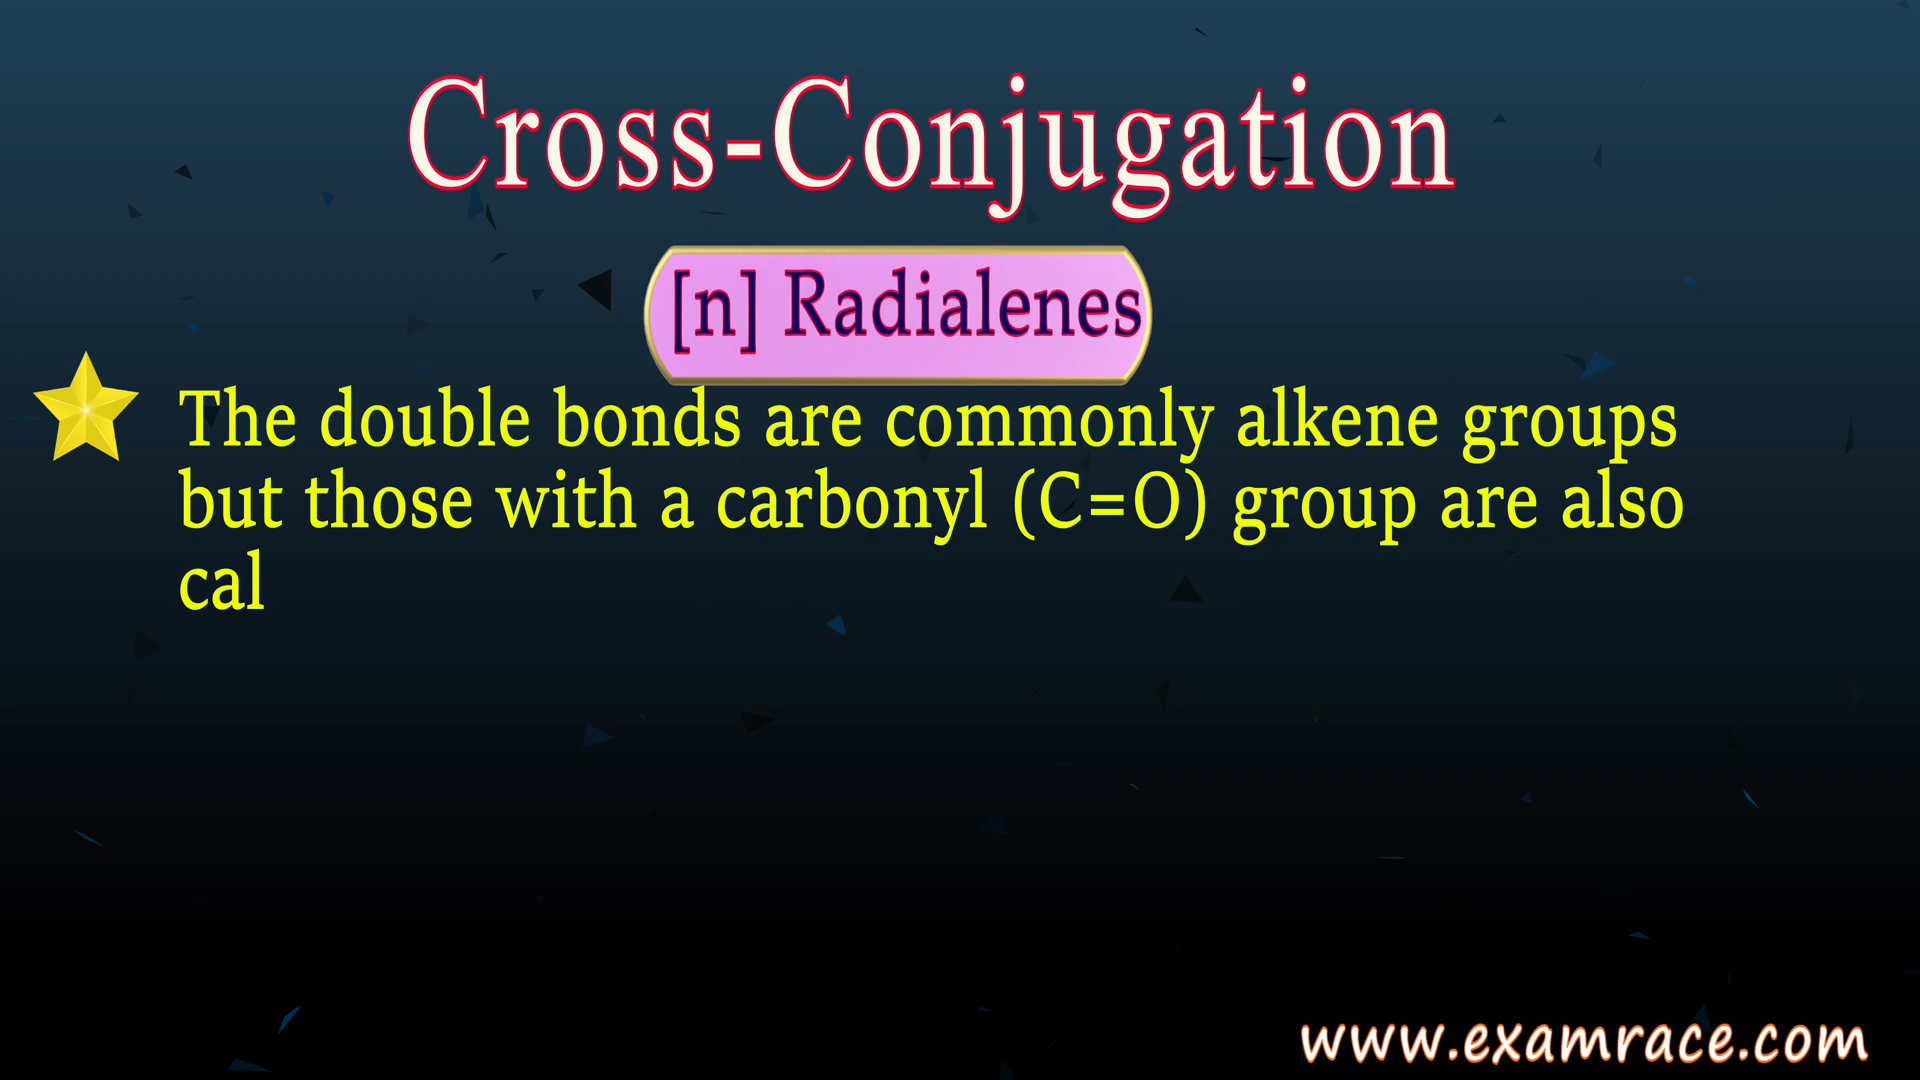 Cross-Conjugation
[n] Radialenes
The double bonds are commonly alkene groups
but those with a carbonyl (C=O) group are also
cal
www.examrace.com